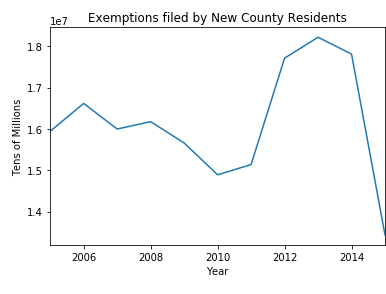 Exemptions filed by New County Residents
1e7
1.8
1.7
1.6
1.5
1.4
Tens of Millions
2006 2008 2010 2012 2014
Year